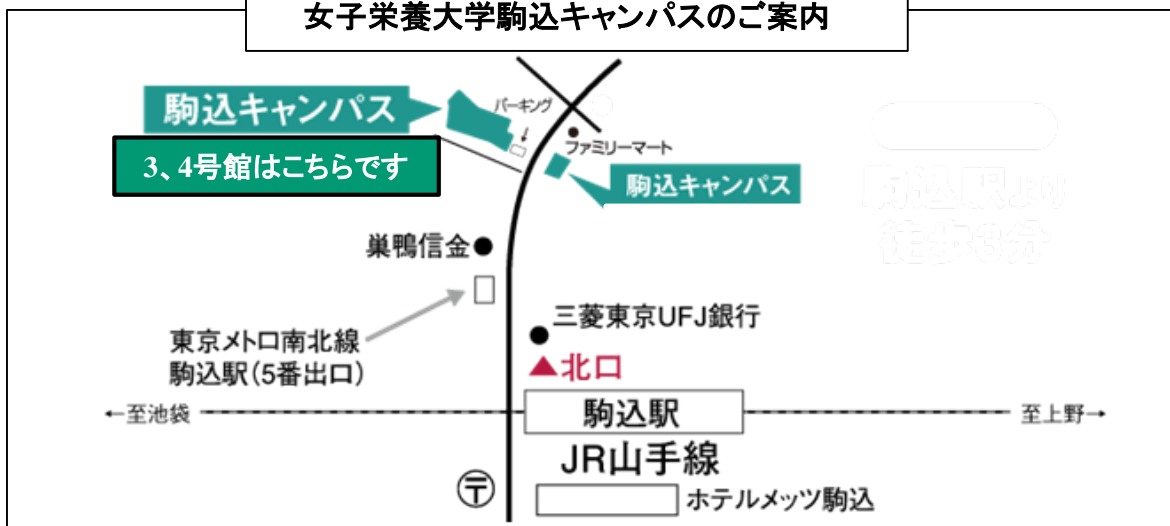 女子栄養大学駒込キャンパスのご案内
駒込キャンパス
パーキング
3、4号館はこちらです
ファミリーマート
駒込キャンパス
駒込駅より
徒歩3分
巣鴨信金
三菱東京UFJ銀行
東京メトロ南北線
駒込駅(5番出口)
北口
←至池袋
駒込駅
至上野→
JR山手線
〒
ホテルメッツ駒込